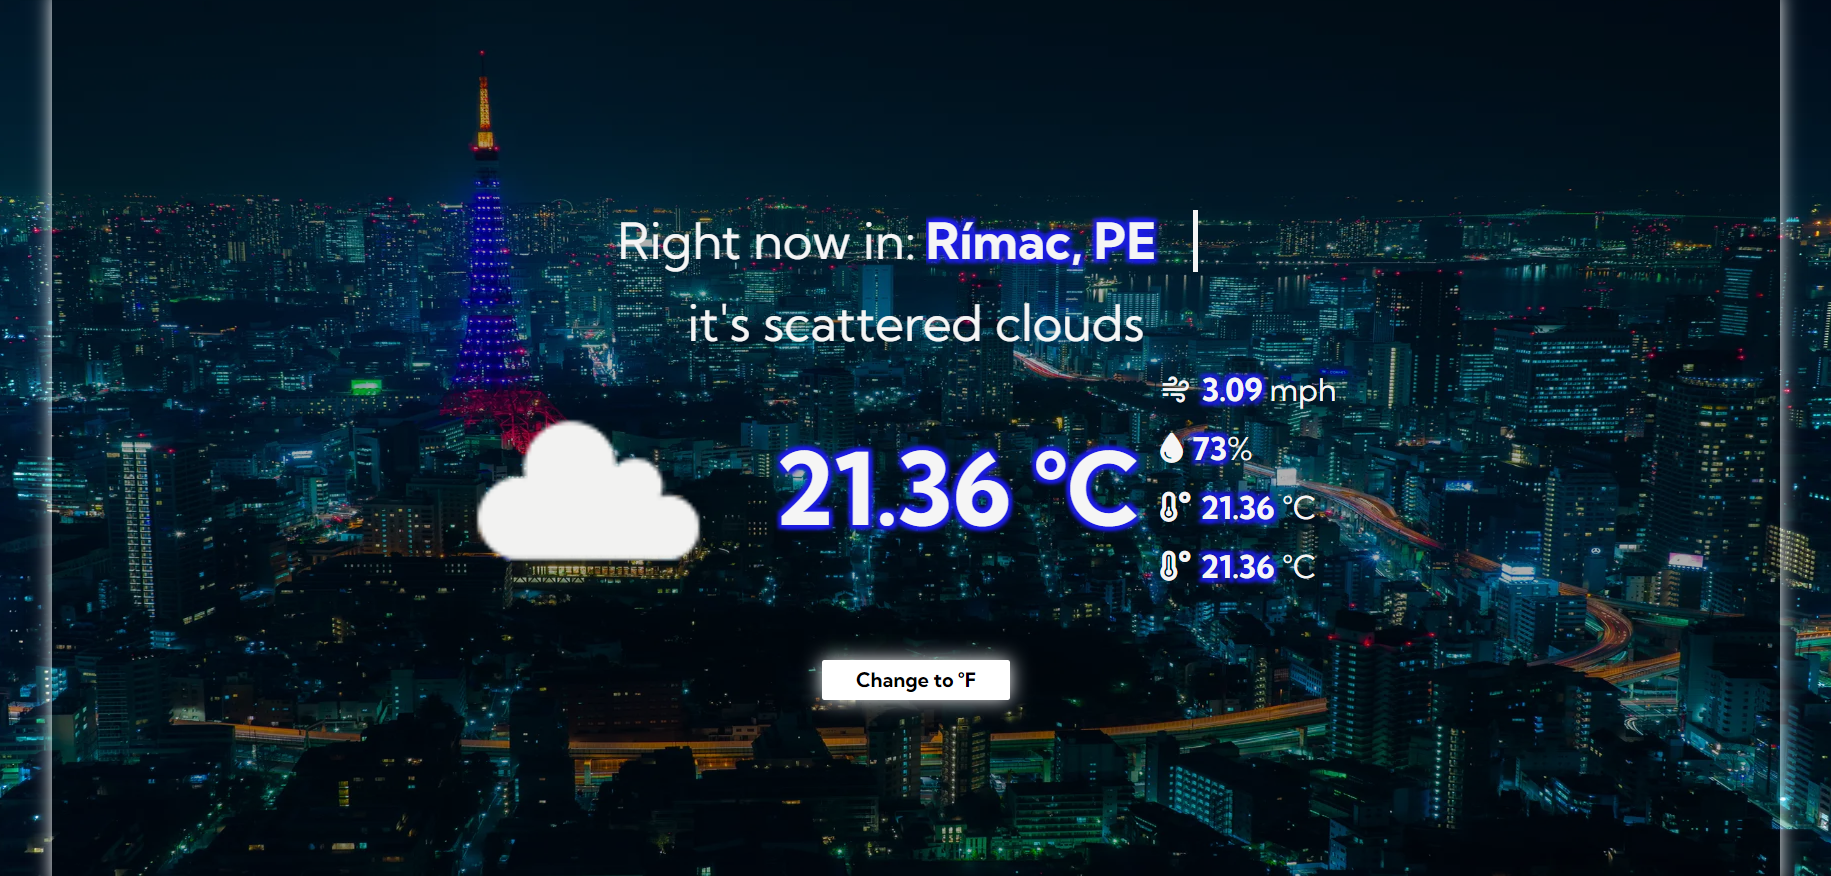 Right now in: Rímac, PE
it's scattered clouds
3.09 mph
21.36 °C
73%
21.36 °C
21.36 °C
Change to °F